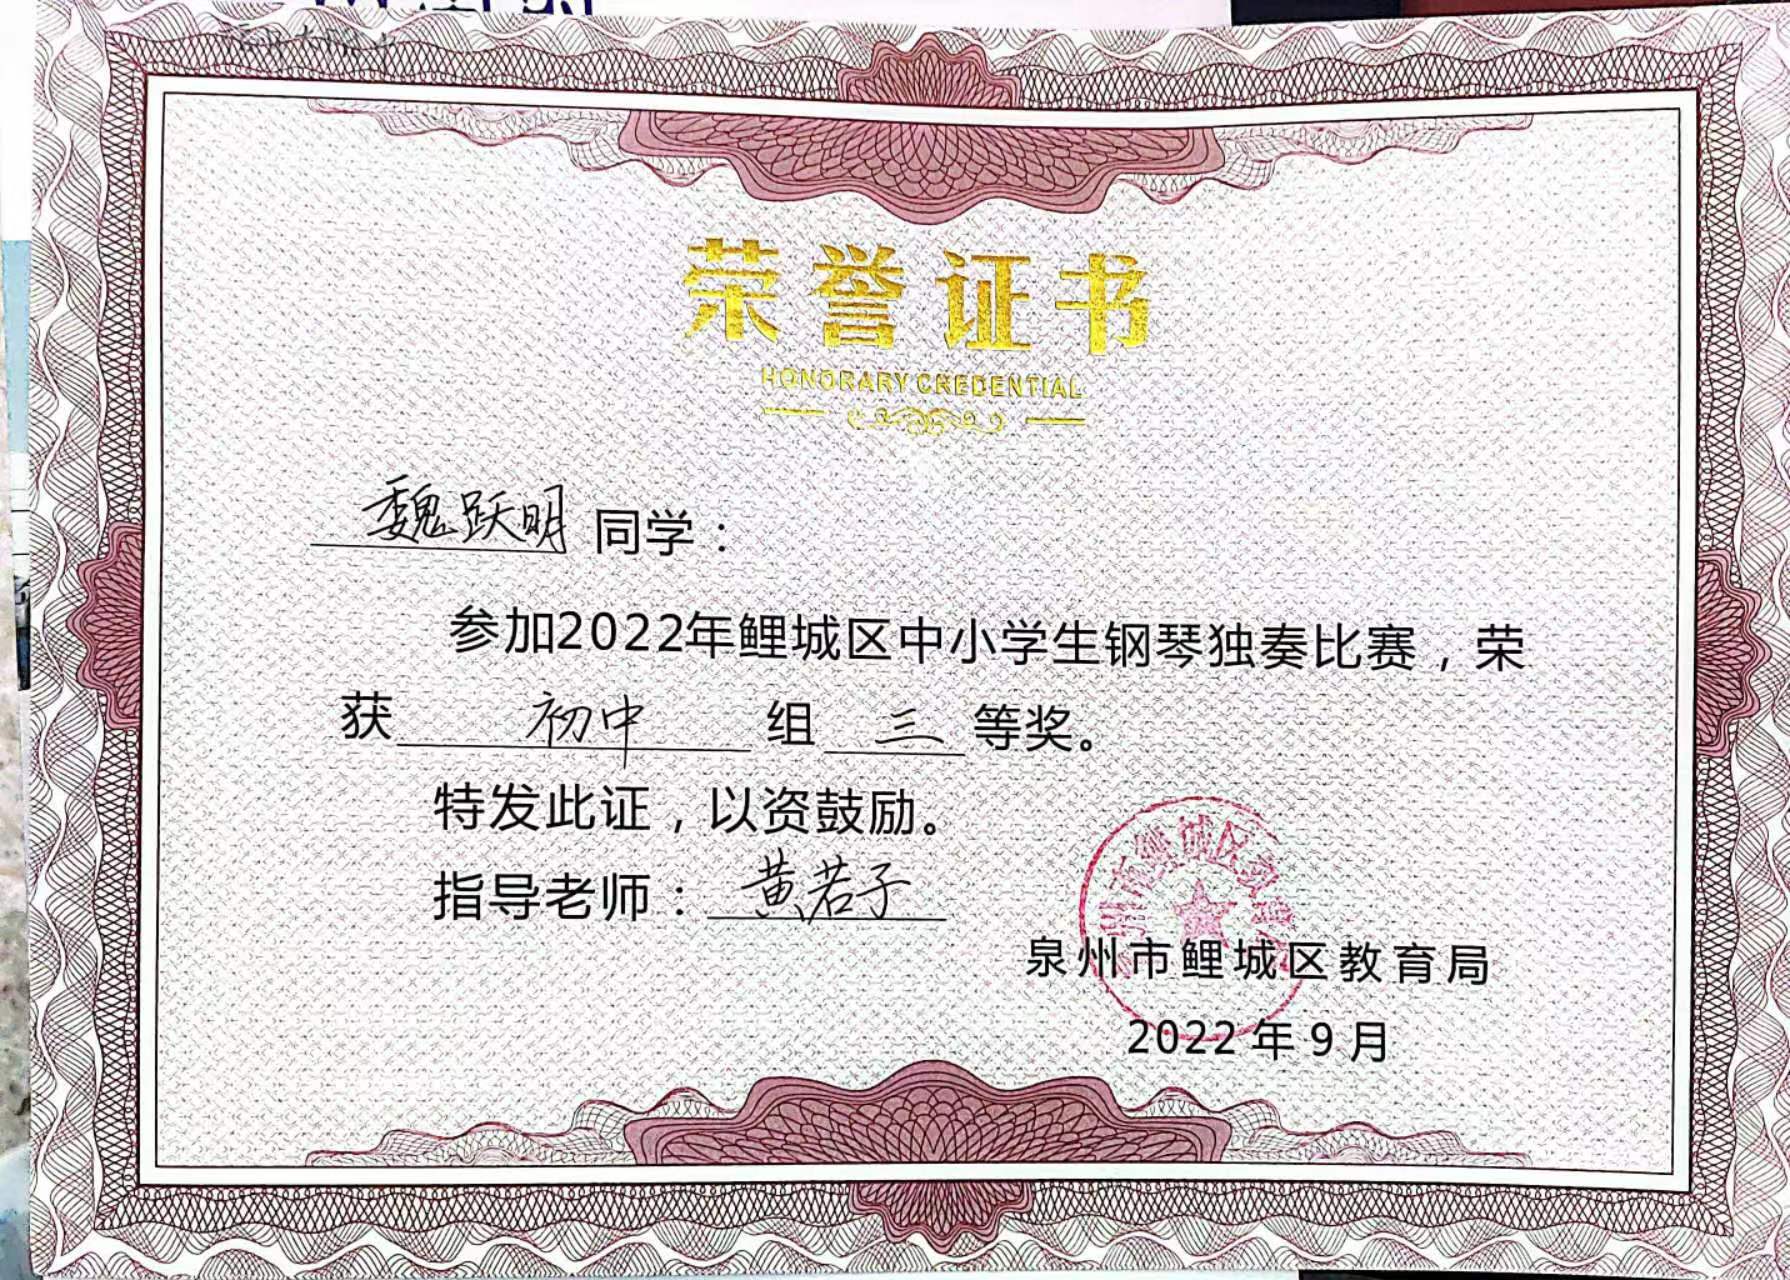 荣誉证书
HONORARY CREDENTIAL
魏跃明 同学：
参加2022年鲤城区中小学生钢琴独奏比赛，荣
获 初中 组 三 等奖。
特发此证，以资鼓励。
指导老师：黄若子
泉州市鲤城区教育局
2022年9月